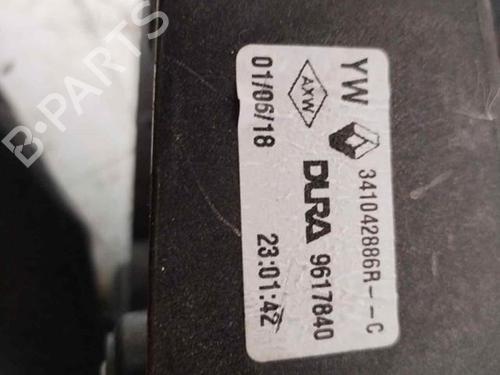 YW 341042886R--C
AXW
DURA 9617840
01/06/18 23:01:42
B-PARTS